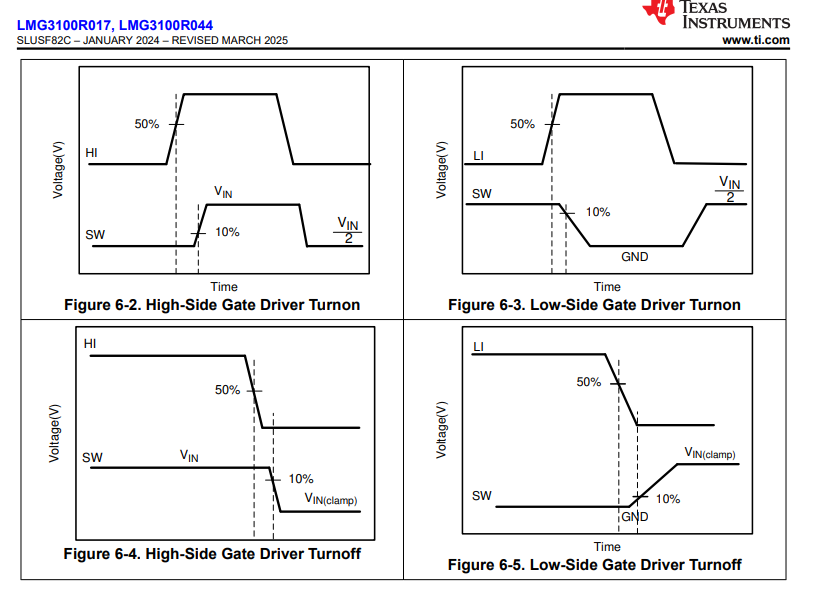 TEXAS
INSTRUMENTS
LMG3100R017, LMG3100R044
SLUSF82C – JANUARY 2024 – REVISED MARCH 2025
www.ti.com
50%
HI
Voltage(V)
VIN
SW
10%
VIN
2
Time
Figure 6-2. High-Side Gate Driver Turnon
50%
LI
Voltage(V)
SW
VIN
2
10%
GND
Time
Figure 6-3. Low-Side Gate Driver Turnon
HI
50%
Voltage(V)
SW
VIN
10%
VIN(clamp)
Figure 6-4. High-Side Gate Driver Turnoff
LI
50%
Voltage(V)
VIN(clamp)
SW
10%
GND
Time
Figure 6-5. Low-Side Gate Driver Turnoff